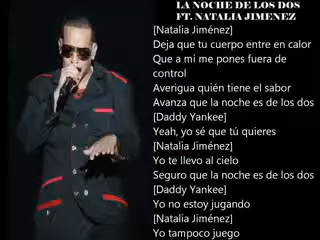 LA NOCHE DE LOS DOS
FT. NATALIA JIMENEZ
[Natalia Jiménez]
Deja que tu cuerpo entre en calor
Que a mi me pones fuera de
control
Averigua quién tiene el sabor
Avanza que la noche es de los dos
[Daddy Yankee]
Yeah, yo sé que tú quieres
[Natalia Jiménez]
Yo te llevo al cielo
Seguro que la noche es de los dos
[Daddy Yankee]
Yo no estoy jugando
[Natalia Jiménez]
Yo tampoco juego